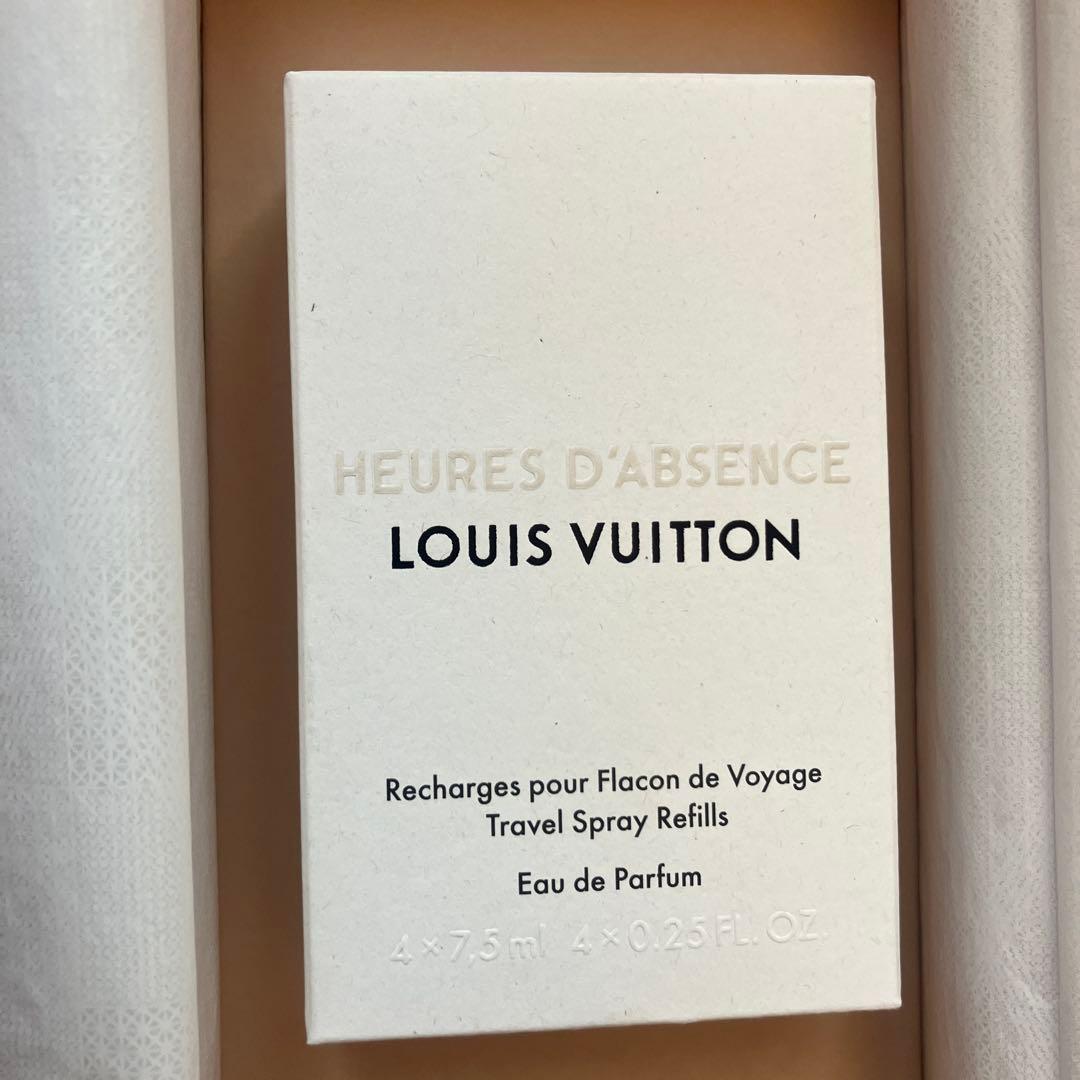 HEURES D'ABSENCE
LOUIS VUITTON
Recharges pour Flacon de Voyage
Travel Spray Refills
Eau de Parfum
4×7,5ml 4×0.25FL. OZ.